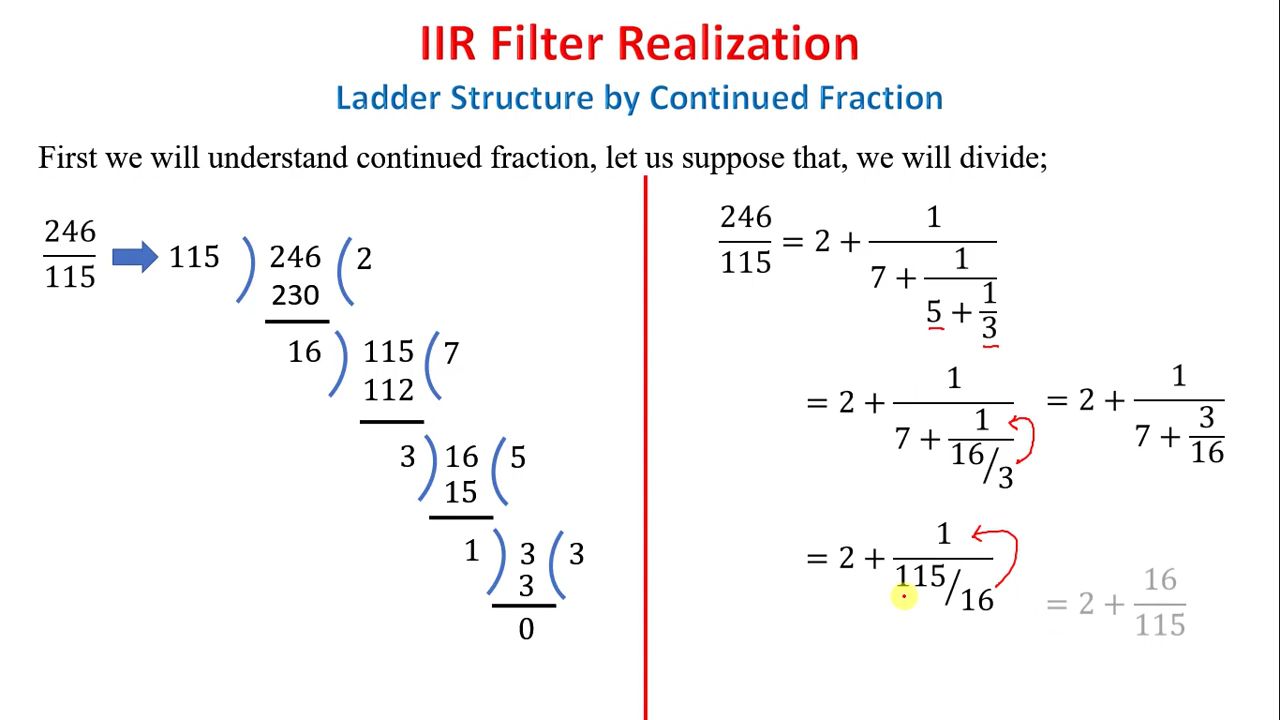 IIR Filter Realization
Ladder Structure by Continued Fraction
First we will understand continued fraction, let us suppose that, we will divide;
246/115 ➡ 115 ) 246 ( 2
230
16 ) 115 ( 7
112
3 ) 16 ( 5
15
1 ) 3 ( 3
3
0
246/115 = 2 + 1/(7 + 1/(5 + 1/3))
= 2 + 1/(7 + 1/(16/3)) = 2 + 1/(7 + 3/16)
= 2 + 1/(115/16) = 2 + 16/115